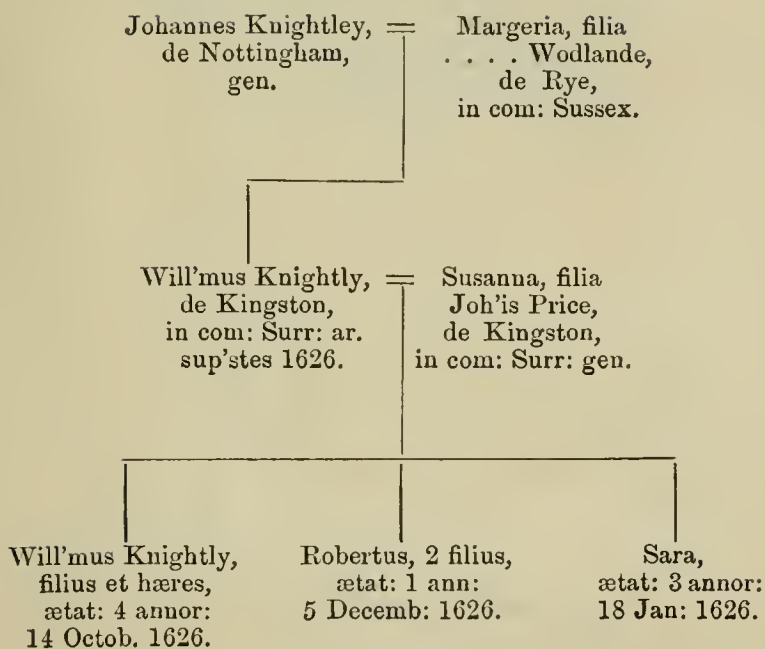 Johannes Knightley,
de Nottingham,
gen.
Margeria, filia
. . . . Wodlande,
de Rye,
in com: Sussex.
Will'mus Knightly,
de Kingston,
in com: Surr: ar.
sup'stes 1626.
Susanna, filia
Joh'is Price,
de Kingston,
in com: Surr: gen.
Will'mus Knightly,
filius et hæres,
ætat: 4 annor:
14 Octob. 1626.
Robertus, 2 filius,
ætat: 1 ann:
5 Decemb: 1626.
Sara,
ætat: 3 annor:
18 Jan: 1626.